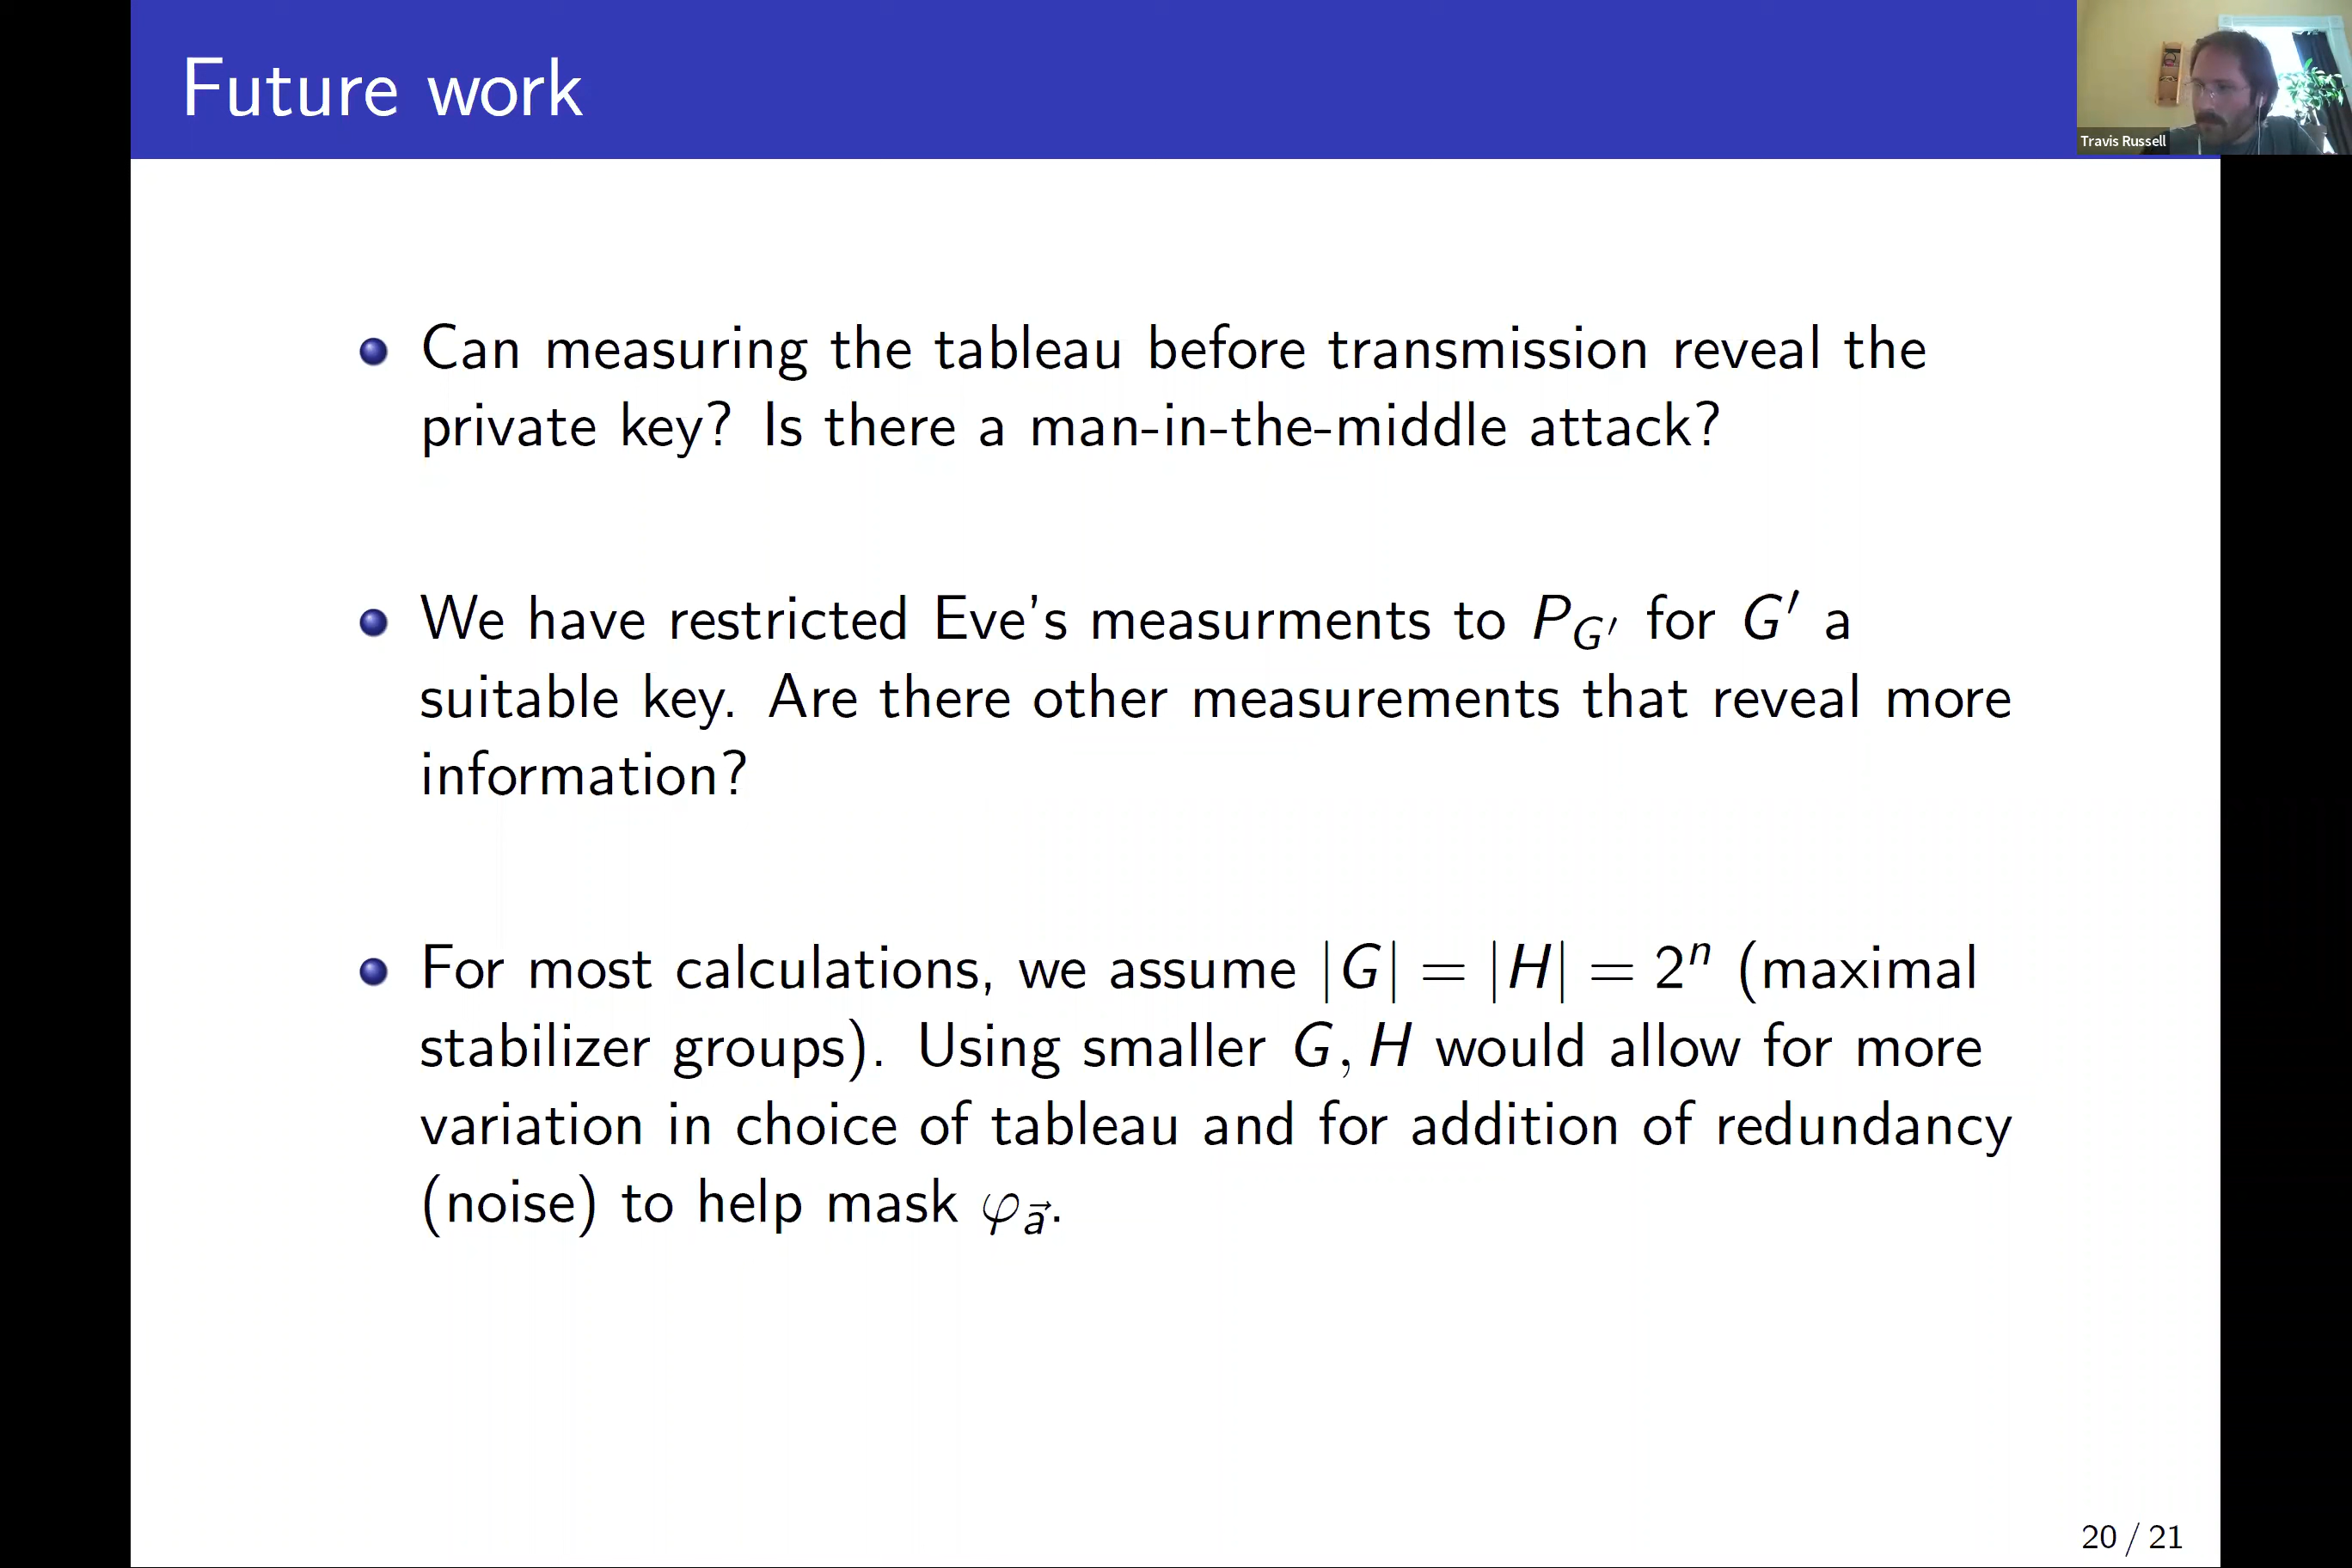 Future work
Travis Russell
Can measuring the tableau before transmission reveal the
private key? Is there a man-in-the-middle attack?
We have restricted Eve's measurments to $P_{G'}$ for $G'$ a
suitable key. Are there other measurements that reveal more
information?
For most calculations, we assume $|G| = |H| = 2^n$ (maximal
stabilizer groups). Using smaller $G, H$ would allow for more
variation in choice of tableau and for addition of redundancy
(noise) to help mask $\varphi_{\vec{a}}$.
20 / 21